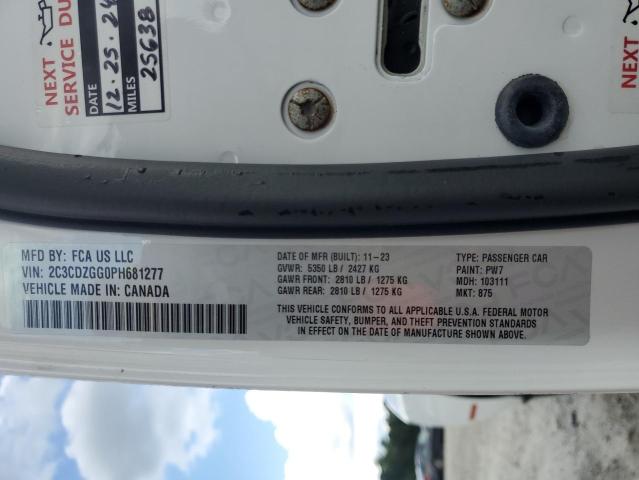 NEXT
SERVICE DU
DATE
12.25.24
MILES
25638
NEXT
SERVICE DU
MFD BY: FCA US LLC
VIN: 2C3CDZGG0PH681277
VEHICLE MADE IN: CANADA
DATE OF MFR (BUILT): 11-23
GVWR: 5350 LB / 2427 KG
GAWR FRONT: 2810 LB / 1275 KG
GAWR REAR: 2810 LB / 1275 KG
TYPE: PASSENGER CAR
PAINT: PW7
MDH: 103111
MKT: 875
THIS VEHICLE CONFORMS TO ALL APPLICABLE U.S.A. FEDERAL MOTOR
VEHICLE SAFETY, BUMPER, AND THEFT PREVENTION STANDARDS
IN EFFECT ON THE DATE OF MANUFACTURE SHOWN ABOVE.